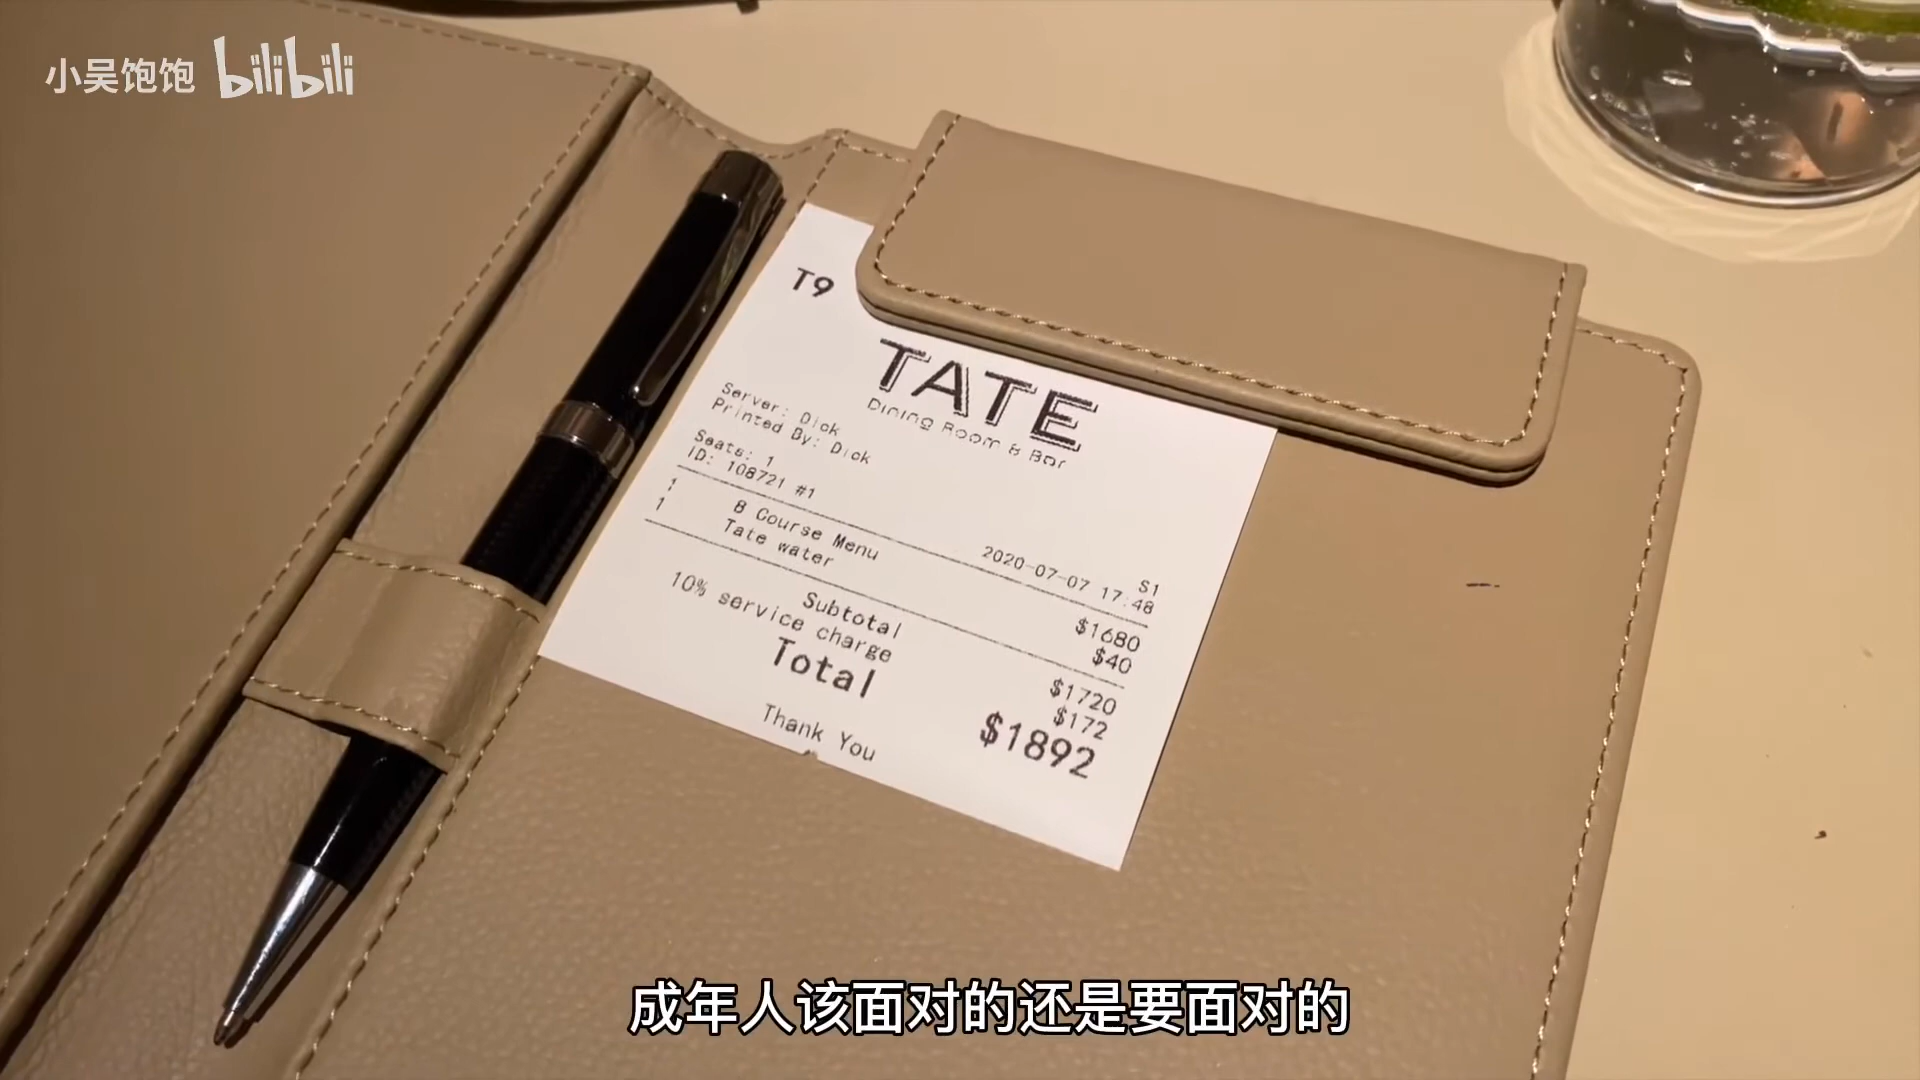 小吴饱饱 bilibili
T9
TATE
Dining Room & Bar
Server: Dick
Printed By: Dick
Seats: 1
ID: 108721 #1
S1
2020-07-07 17:48
1 8 Course Menu $1680
1 Tate water $40
Subtotal $1720
10% service charge $172
Total $1892
Thank You
成年人该面对的还是要面对的